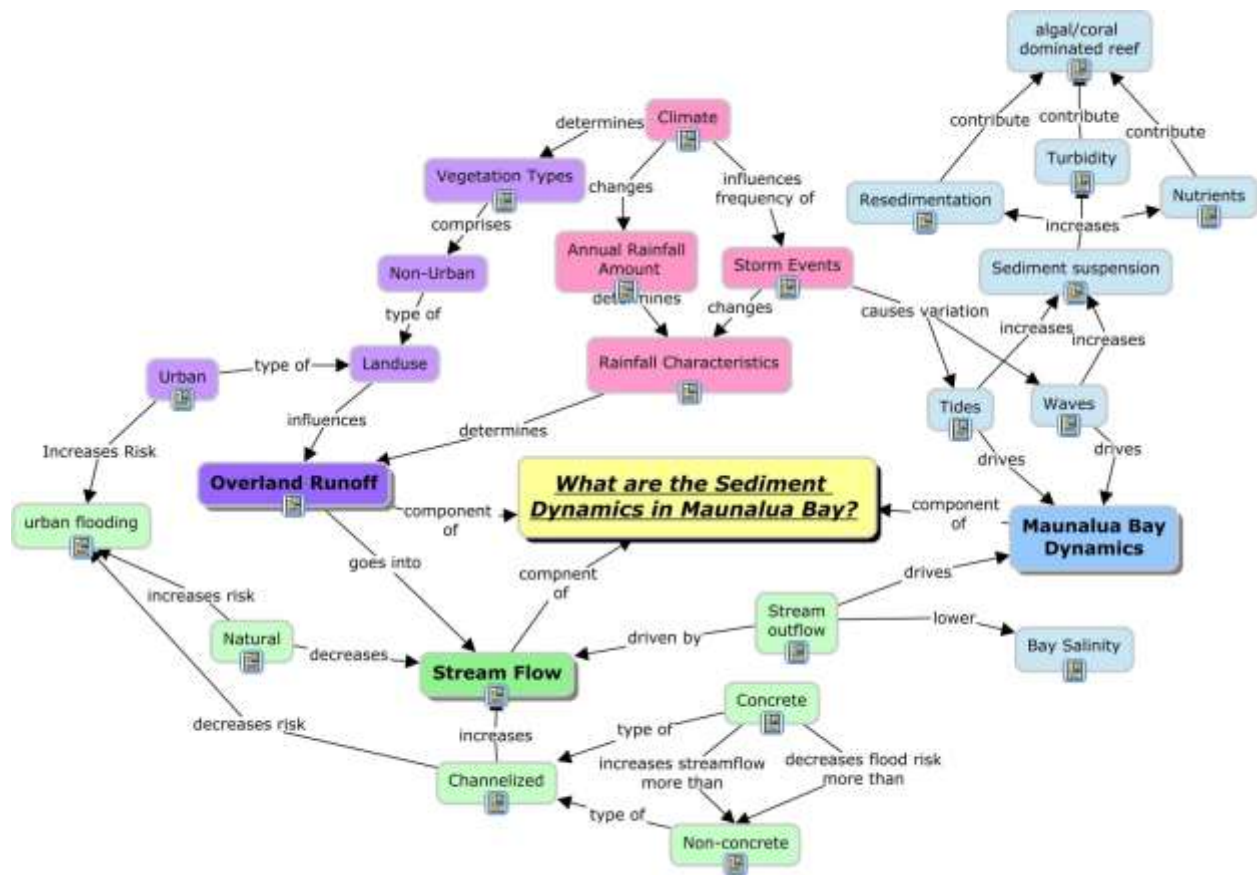 algal/coral
dominated reef
contribute
contribute
contribute
Climate
determines
Turbidity
Vegetation Types
changes
influences
frequency of
Resedimentation
Nutrients
increases
comprises
Annual Rainfall
Amount
Storm Events
Sediment suspension
Non-Urban
determines
changes
causes variation
increases
increases
type of
Urban
type of
Landuse
Rainfall Characteristics
Tides
Waves
influences
determines
Increases Risk
drives
drives
Overland Runoff
What are the Sediment
Dynamics in Maunalua Bay?
component
of
component
of
Maunalua Bay
Dynamics
urban flooding
goes into
compnent
of
drives
increases risk
Natural
decreases
Stream
outflow
driven by
lower
Bay Salinity
Stream Flow
decreases risk
increases
Concrete
type of
increases streamflow
more than
decreases flood risk
more than
Channelized
type of
Non-concrete